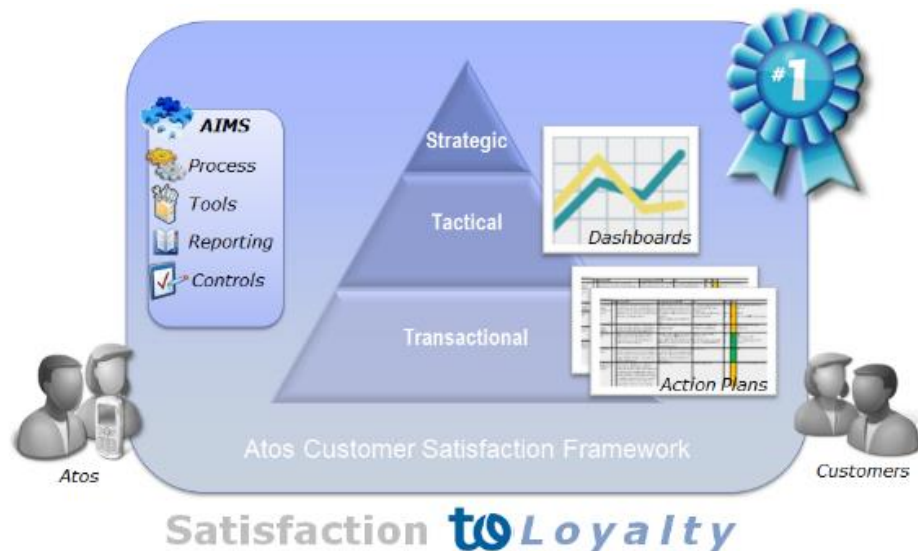 #1
AIMS
Process
Tools
Reporting
Controls
Strategic
Tactical
Transactional
Dashboards
Action Plans
Atos Customer Satisfaction Framework
Atos
Customers
Satisfaction to Loyalty